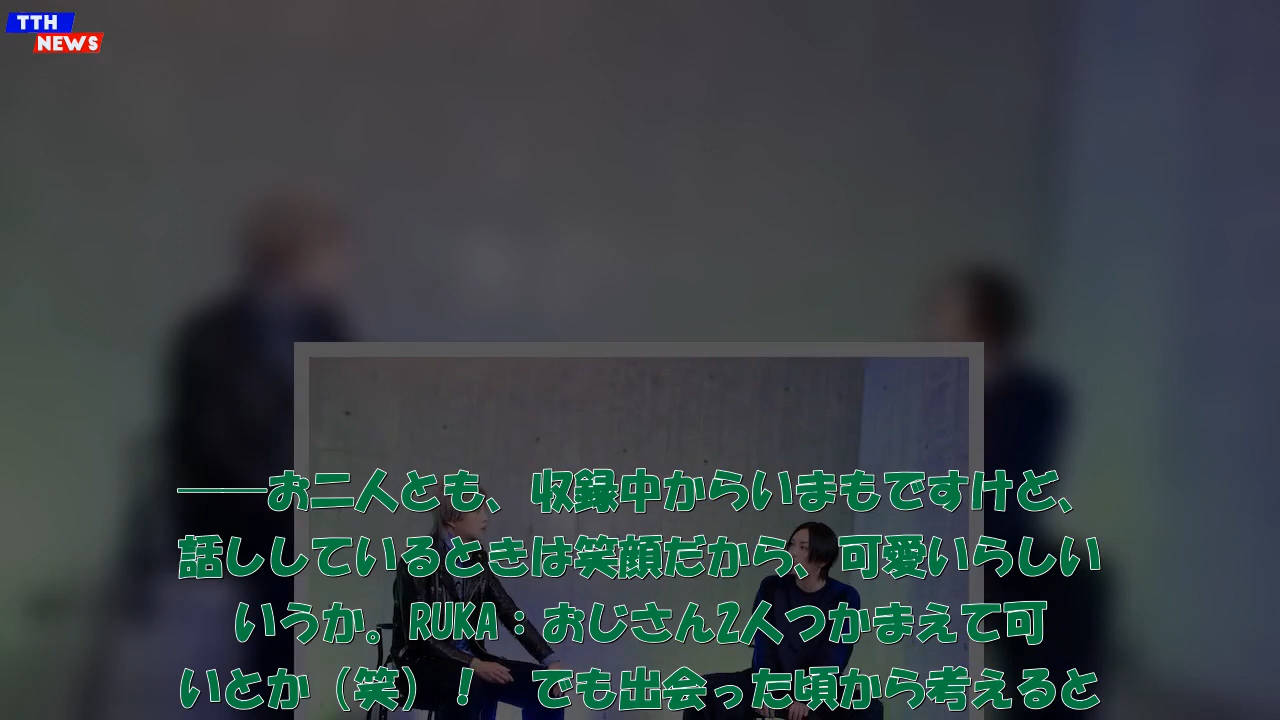 TTH
NEWS
――お二人とも、収録中からいまもですけど、
話ししているときは笑顔だから、可愛いらしい
いうか。RUKA：おじさん2人つかまえて可
いとか（笑）！　でも出会った頃から考えると